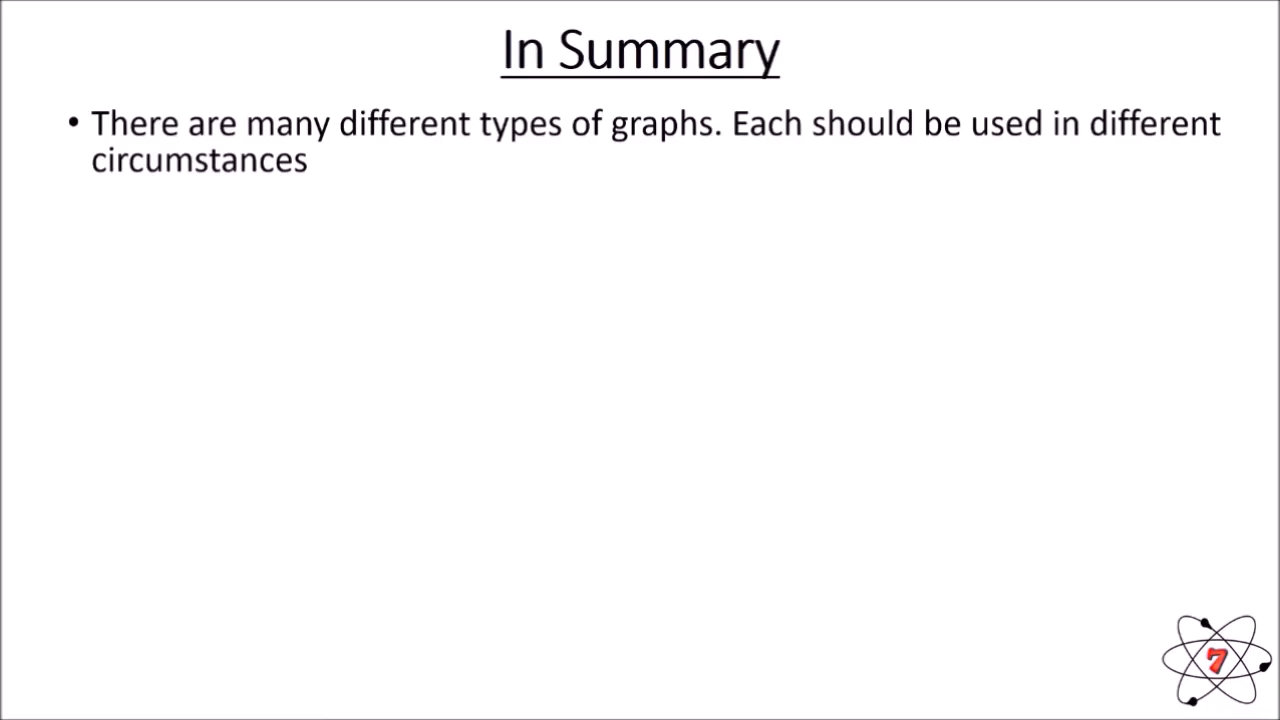 In Summary
• There are many different types of graphs. Each should be used in different
circumstances
7